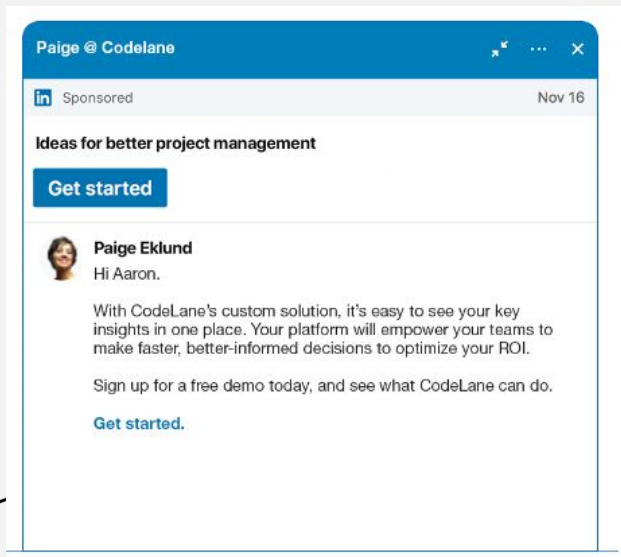 Paige @ Codelane
in Sponsored Nov 16
Ideas for better project management
Get started
Paige Eklund
Hi Aaron.
With CodeLane's custom solution, it's easy to see your key
insights in one place. Your platform will empower your teams to
make faster, better-informed decisions to optimize your ROI.
Sign up for a free demo today, and see what CodeLane can do.
Get started.